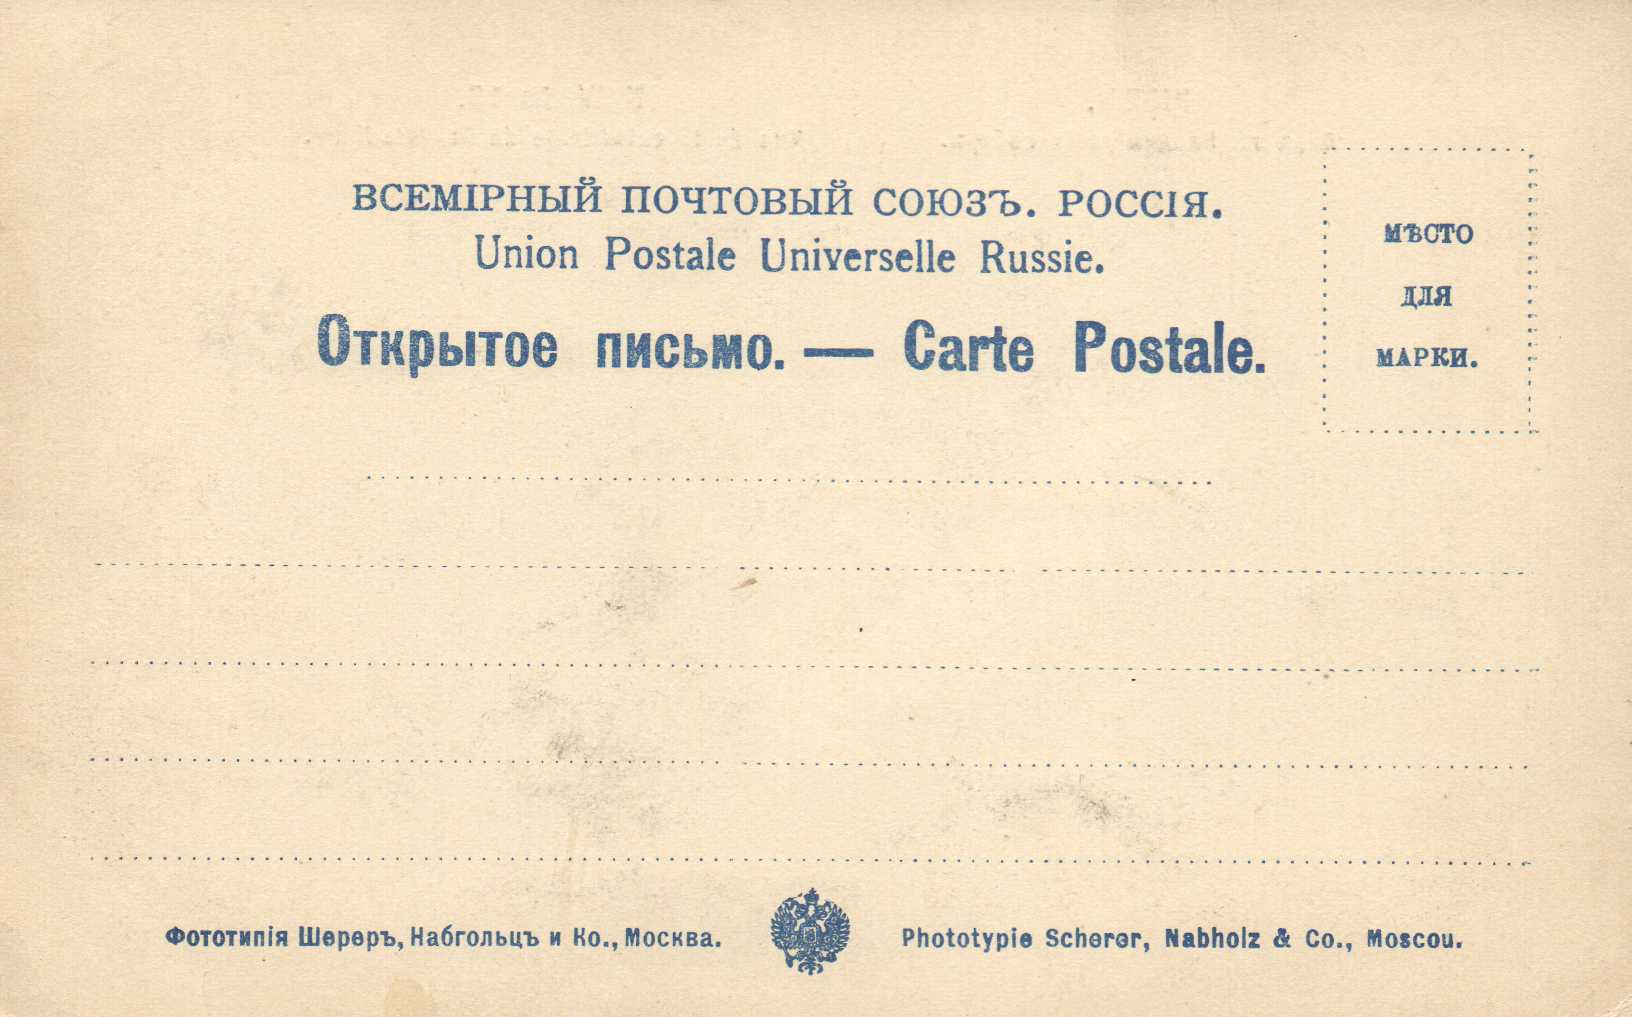 ВСЕМІРНЫЙ ПОЧТОВЫЙ СОЮЗЪ. РОССІЯ.
Union Postale Universelle Russie.
Открытое письмо. — Carte Postale.
МѢСТО
ДЛЯ
МАРКИ.
Фототипія Шереръ, Набгольцъ и Ко., Москва.
Phototypie Scherer, Nabholz & Co., Moscou.